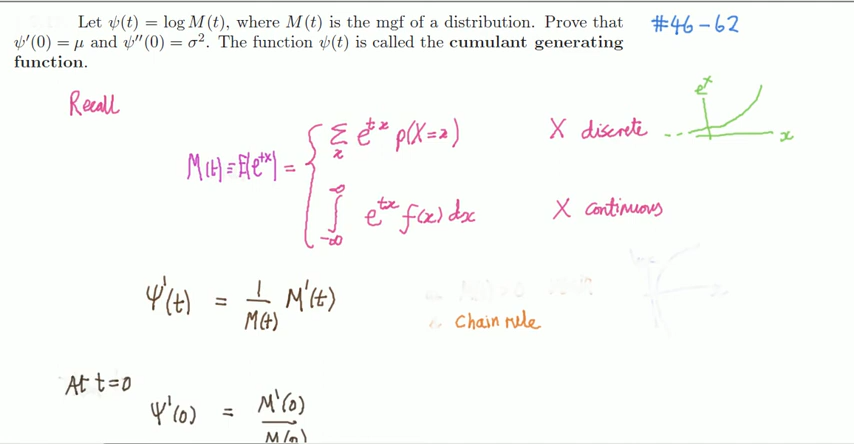 Let ψ(t) = log M(t), where M(t) is the mgf of a distribution. Prove that
ψ′(0) = μ and ψ″(0) = σ². The function ψ(t) is called the cumulant generating
function.
#46-62
Recall
e^x
x
M(t) ≡ E[e^{tx}] = { Σ_x e^{tx} p(X=x) X discrete
∫_{-∞}^{∞} e^{tx} f(x) dx X continuous
Ψ'(t) = 1/M(t) M'(t)
∴ Chain rule
At t=0
Ψ'(0) = M'(0)/M(0)